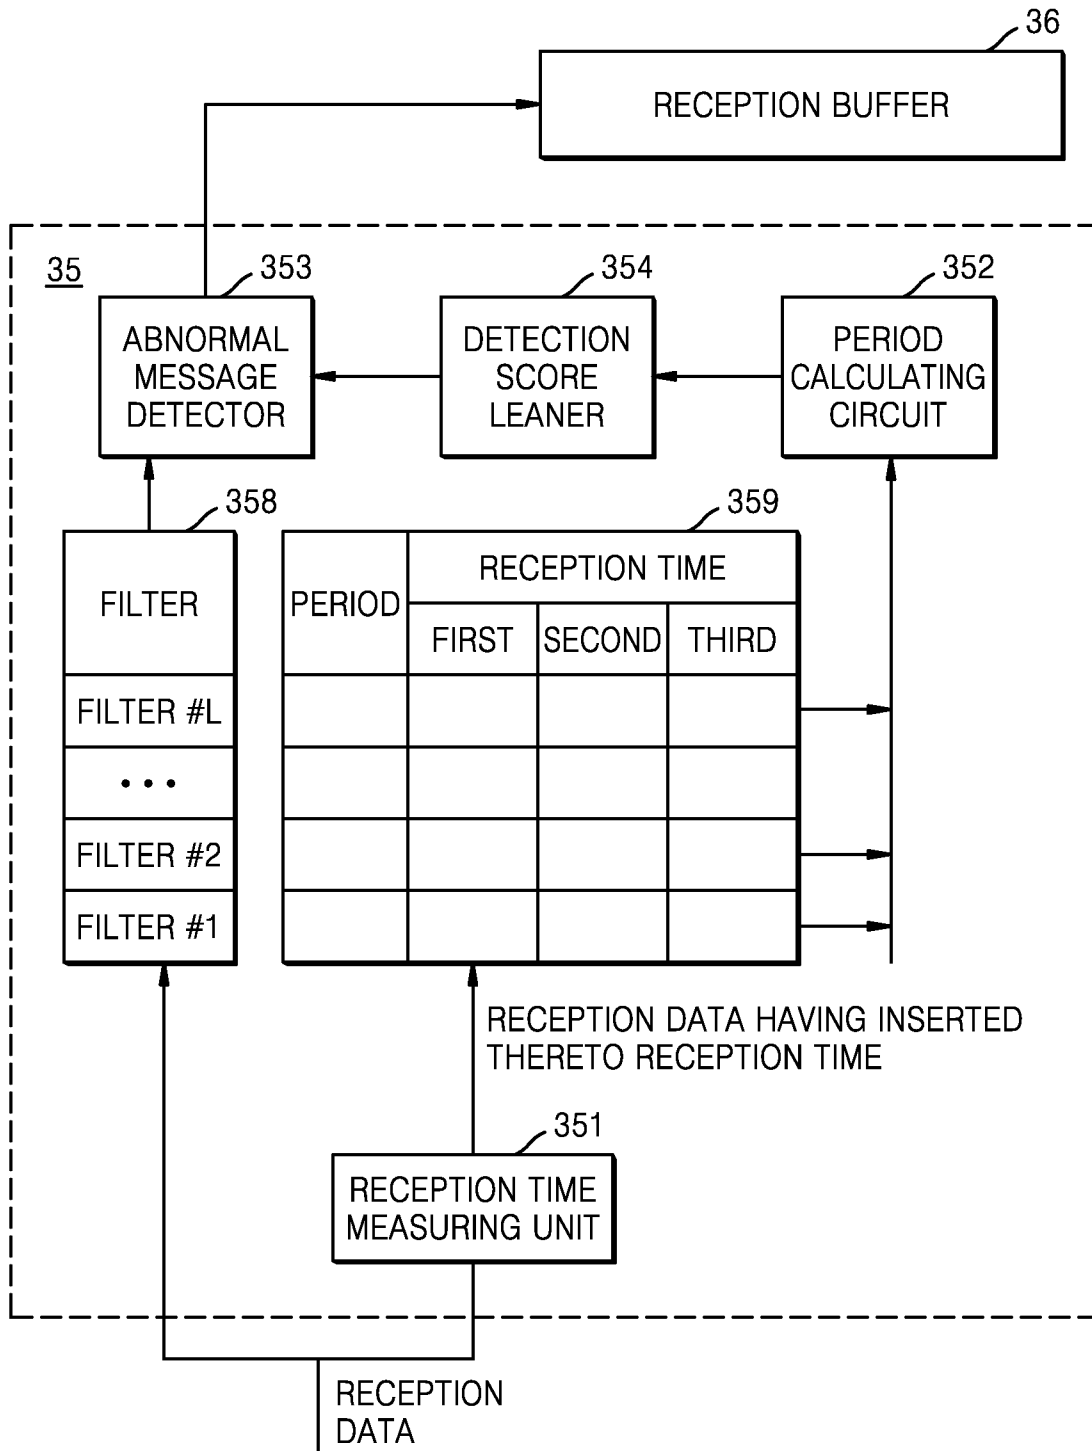 36
RECEPTION BUFFER
35
353
354
352
ABNORMAL
MESSAGE
DETECTOR
DETECTION
SCORE
LEANER
PERIOD
CALCULATING
CIRCUIT
358
359
FILTER
PERIOD
RECEPTION TIME
FIRST
SECOND
THIRD
FILTER #L
• • •
FILTER #2
FILTER #1
RECEPTION DATA HAVING INSERTED
THERETO RECEPTION TIME
351
RECEPTION TIME
MEASURING UNIT
RECEPTION
DATA